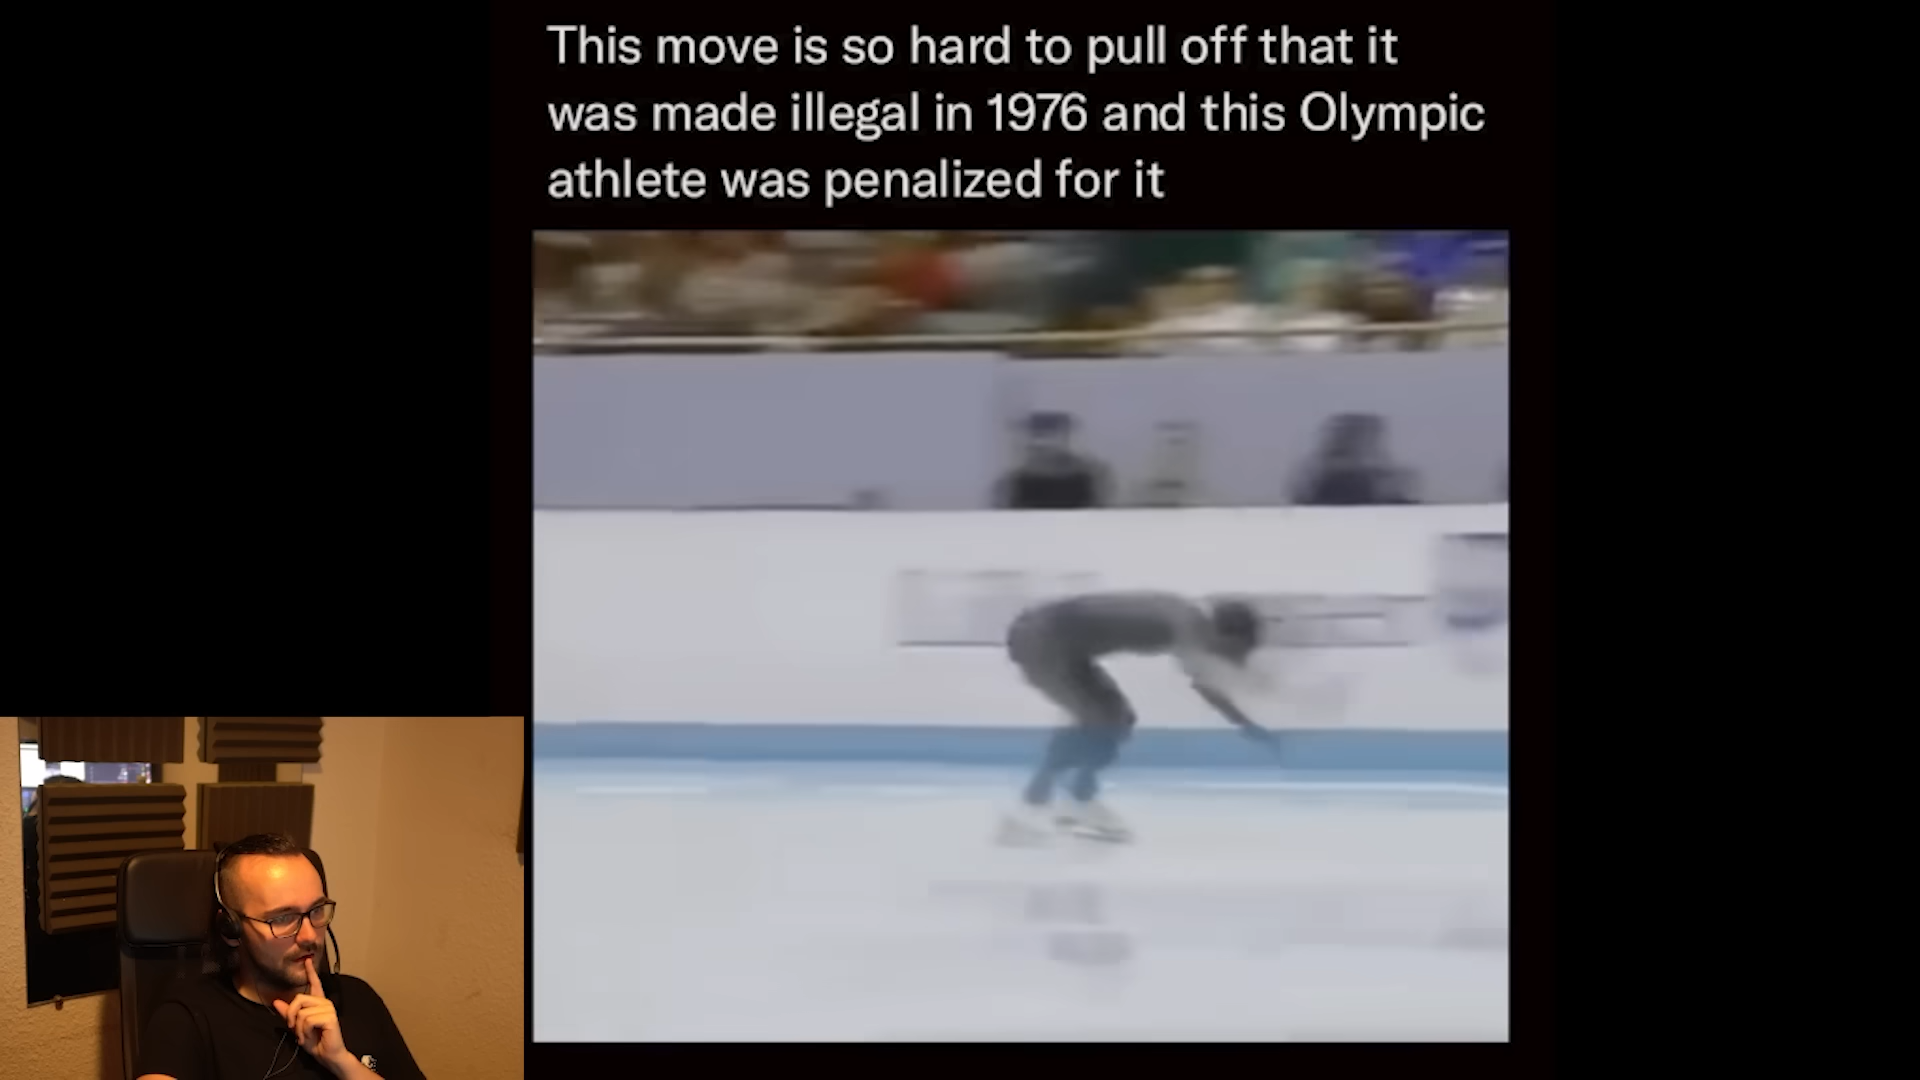 This move is so hard to pull off that it
was made illegal in 1976 and this Olympic
athlete was penalized for it